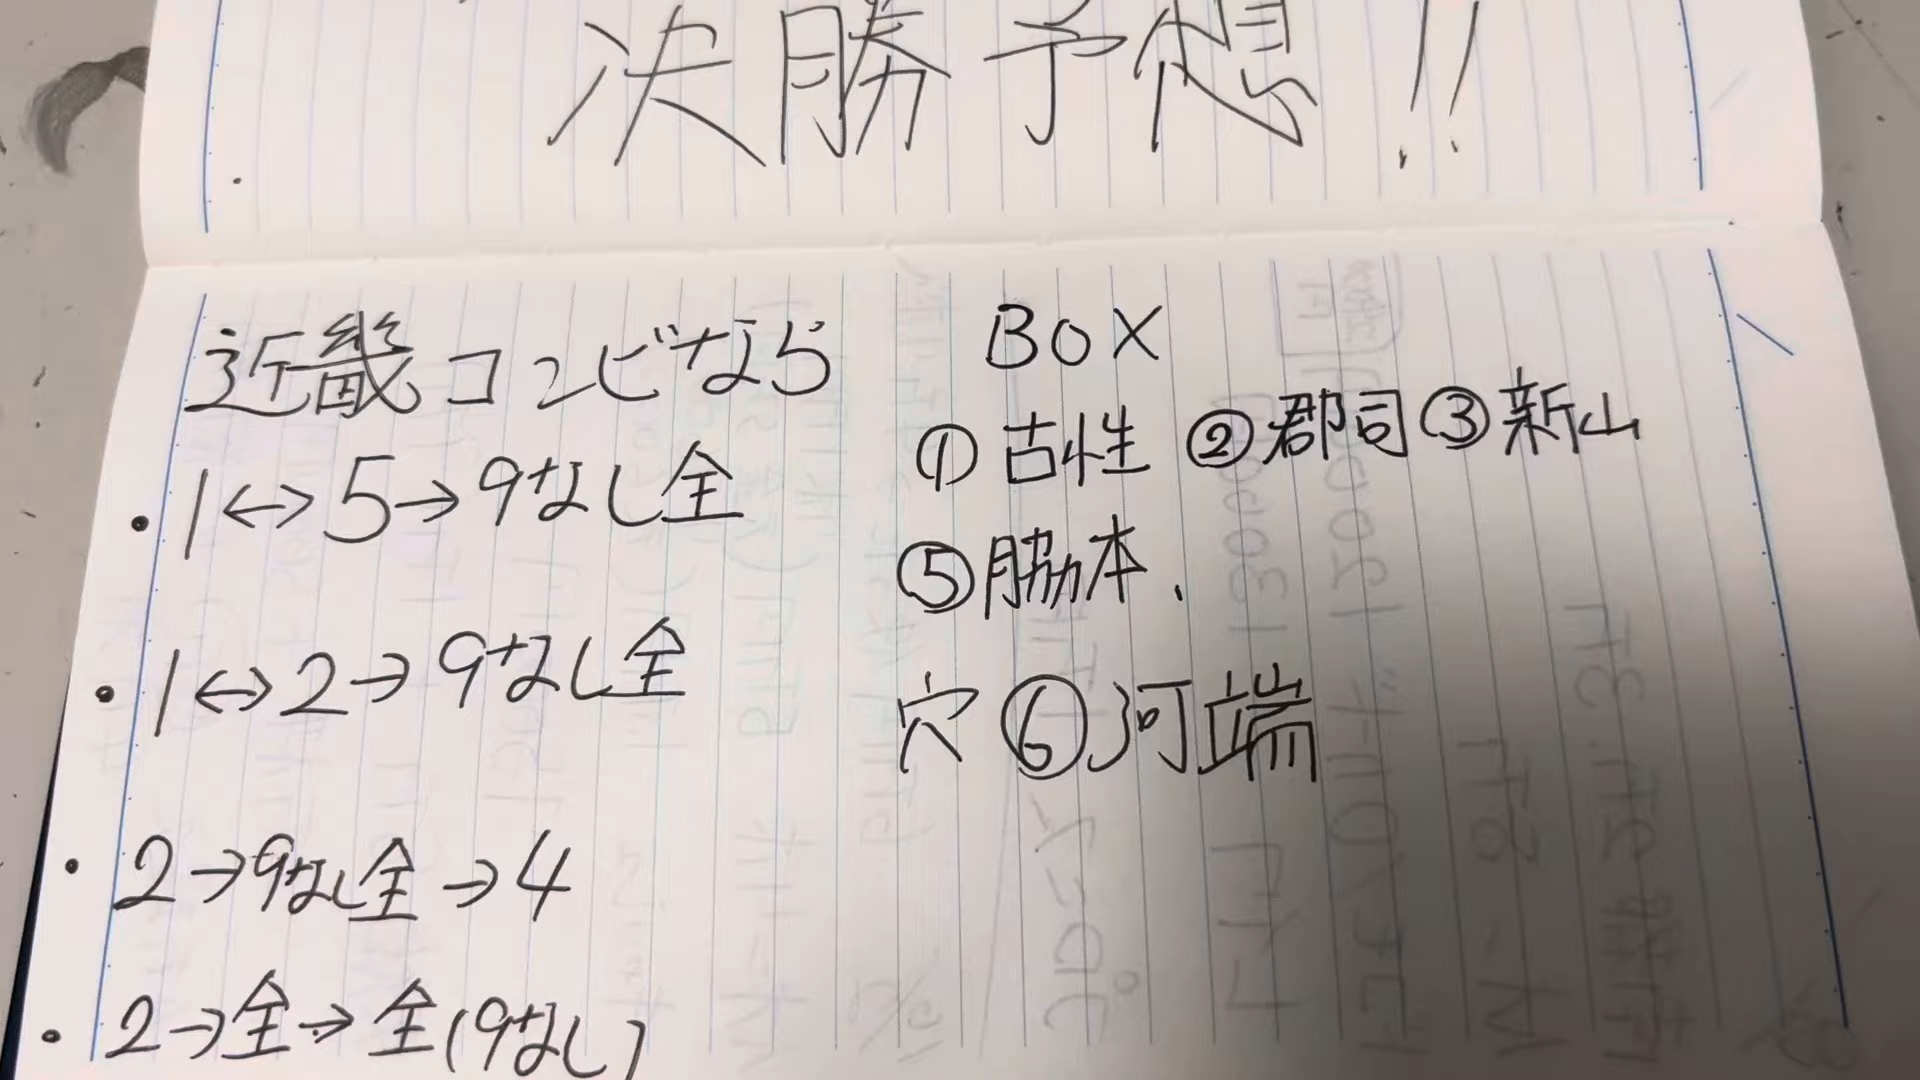 決勝予想!!
近畿コンビなら
・1↔5→9なし全
・1↔2→9なし全
・2→9なし全→4
・2→全→全(9なし)
BOX
①古性 ②郡司 ③新山
⑤脇本.
穴⑥河端